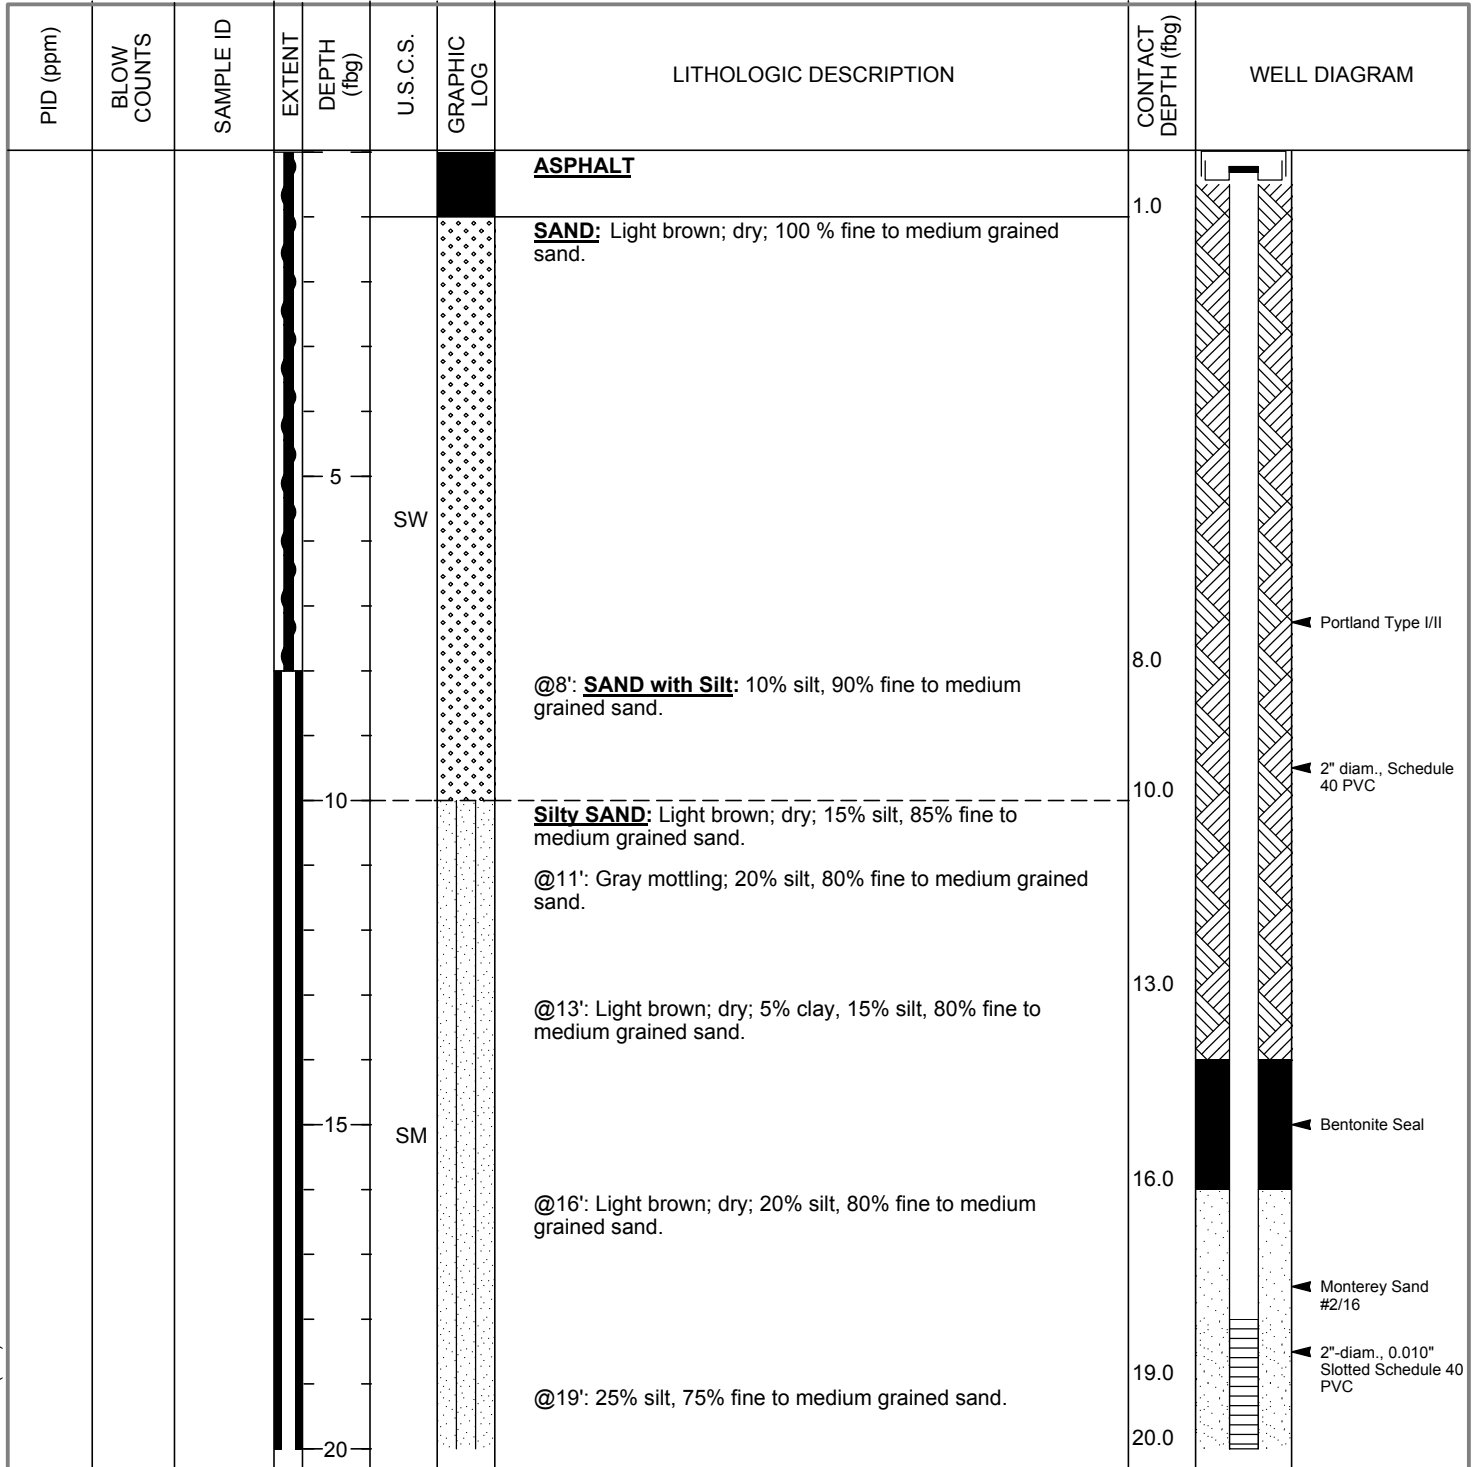 PID (ppm)
BLOW
COUNTS
SAMPLE ID
EXTENT
DEPTH
(fbg)
U.S.C.S.
GRAPHIC
LOG
LITHOLOGIC DESCRIPTION
CONTACT
DEPTH (fbg)
WELL DIAGRAM
ASPHALT
1.0
SAND: Light brown; dry; 100 % fine to medium grained
sand.
5
SW
Portland Type I/II
8.0
@8': SAND with Silt: 10% silt, 90% fine to medium
grained sand.
2" diam., Schedule
40 PVC
10.0
10
Silty SAND: Light brown; dry; 15% silt, 85% fine to
medium grained sand.
@11': Gray mottling; 20% silt, 80% fine to medium grained
sand.
13.0
@13': Light brown; dry; 5% clay, 15% silt, 80% fine to
medium grained sand.
15
SM
Bentonite Seal
16.0
@16': Light brown; dry; 20% silt, 80% fine to medium
grained sand.
Monterey Sand
#2/16
2"-diam., 0.010"
Slotted Schedule 40
PVC
19.0
@19': 25% silt, 75% fine to medium grained sand.
20.0
20